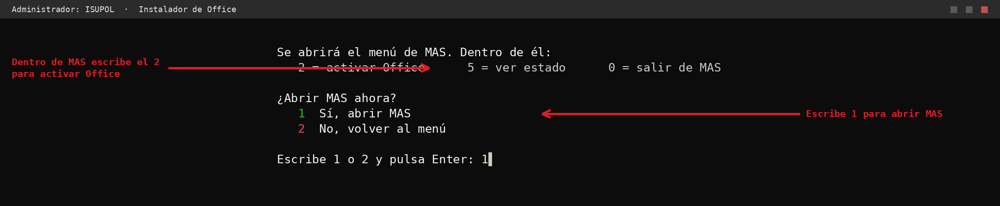 Administrador: ISUPOL · Instalador de Office
Se abrirá el menú de MAS. Dentro de él:
Dentro de MAS escribe el 2
para activar Office
2 = activar Office 5 = ver estado 0 = salir de MAS
¿Abrir MAS ahora?
1 Sí, abrir MAS
Escribe 1 para abrir MAS
2 No, volver al menú
Escribe 1 o 2 y pulsa Enter: 1